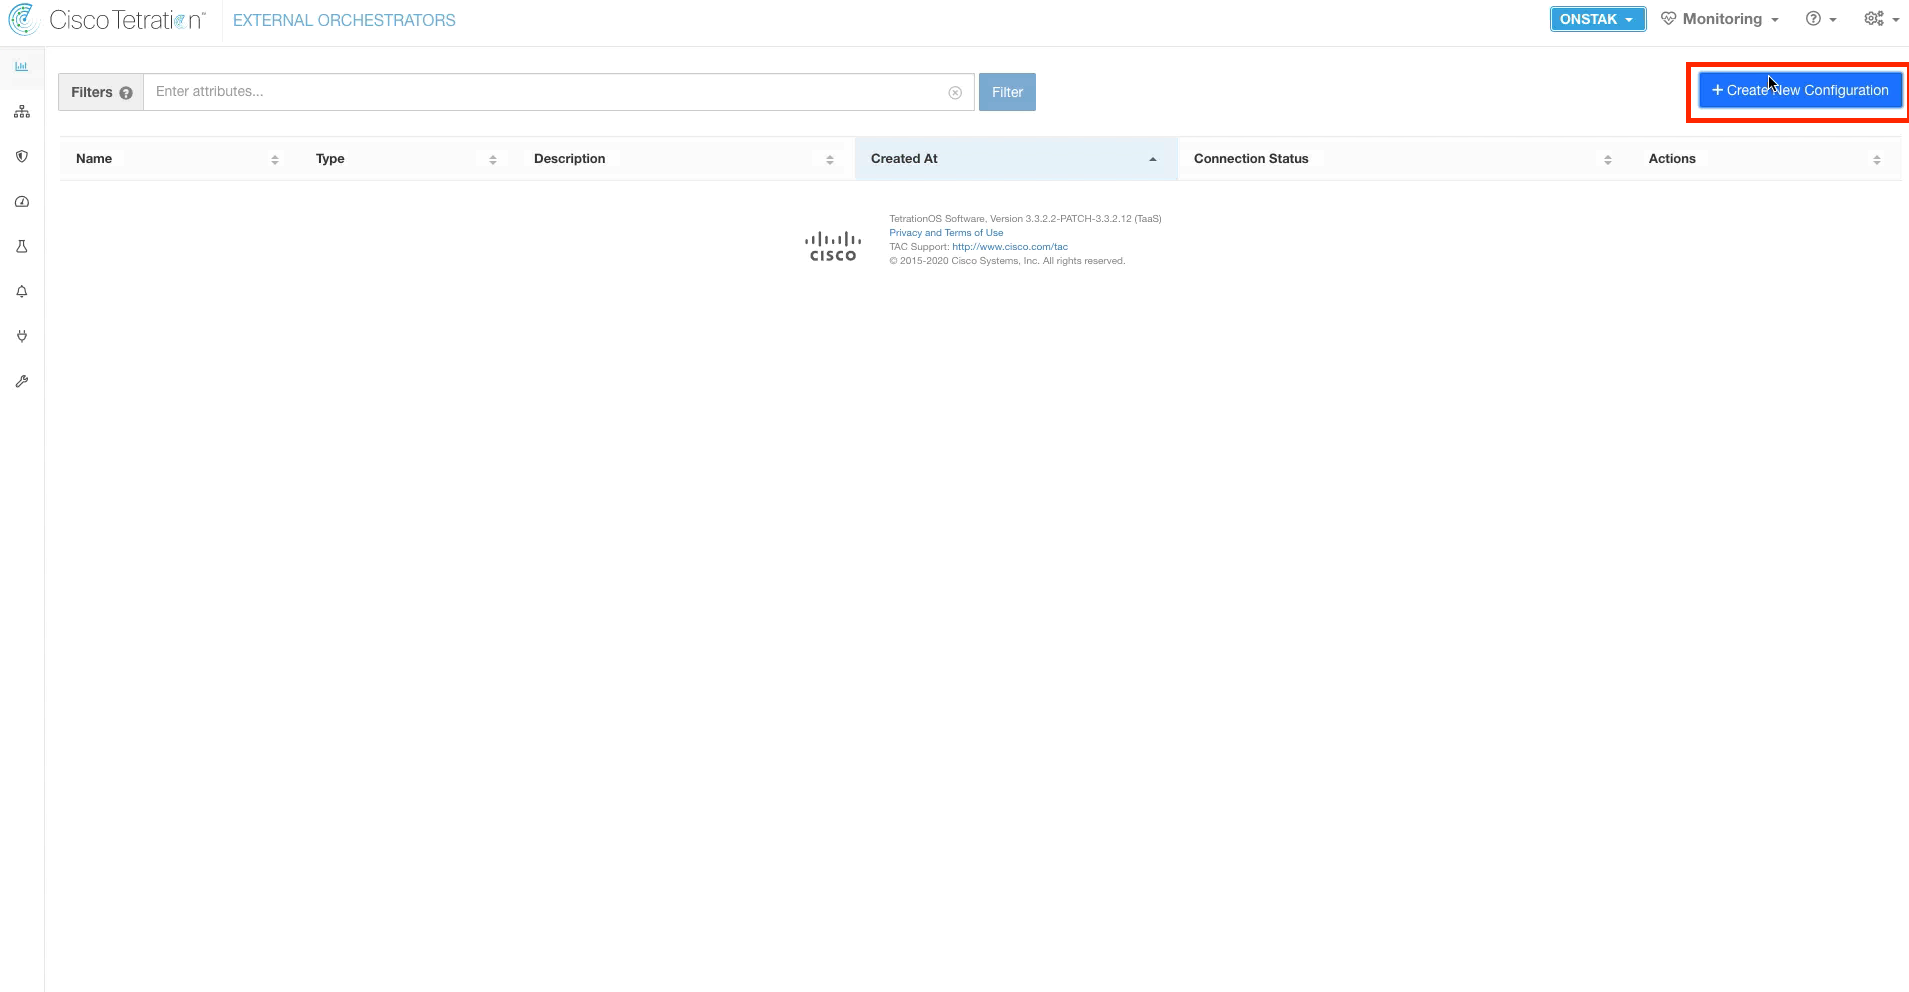 Cisco Tetration™
EXTERNAL ORCHESTRATORS
ONSTAK
Monitoring
Filters
Enter attributes...
Filter
+ Create New Configuration
Name Type Description Created At Connection Status Actions
TetrationOS Software, Version 3.3.2.2-PATCH-3.3.2.12 (TaaS)
Privacy and Terms of Use
TAC Support: http://www.cisco.com/tac
© 2015-2020 Cisco Systems, Inc. All rights reserved.
CISCO